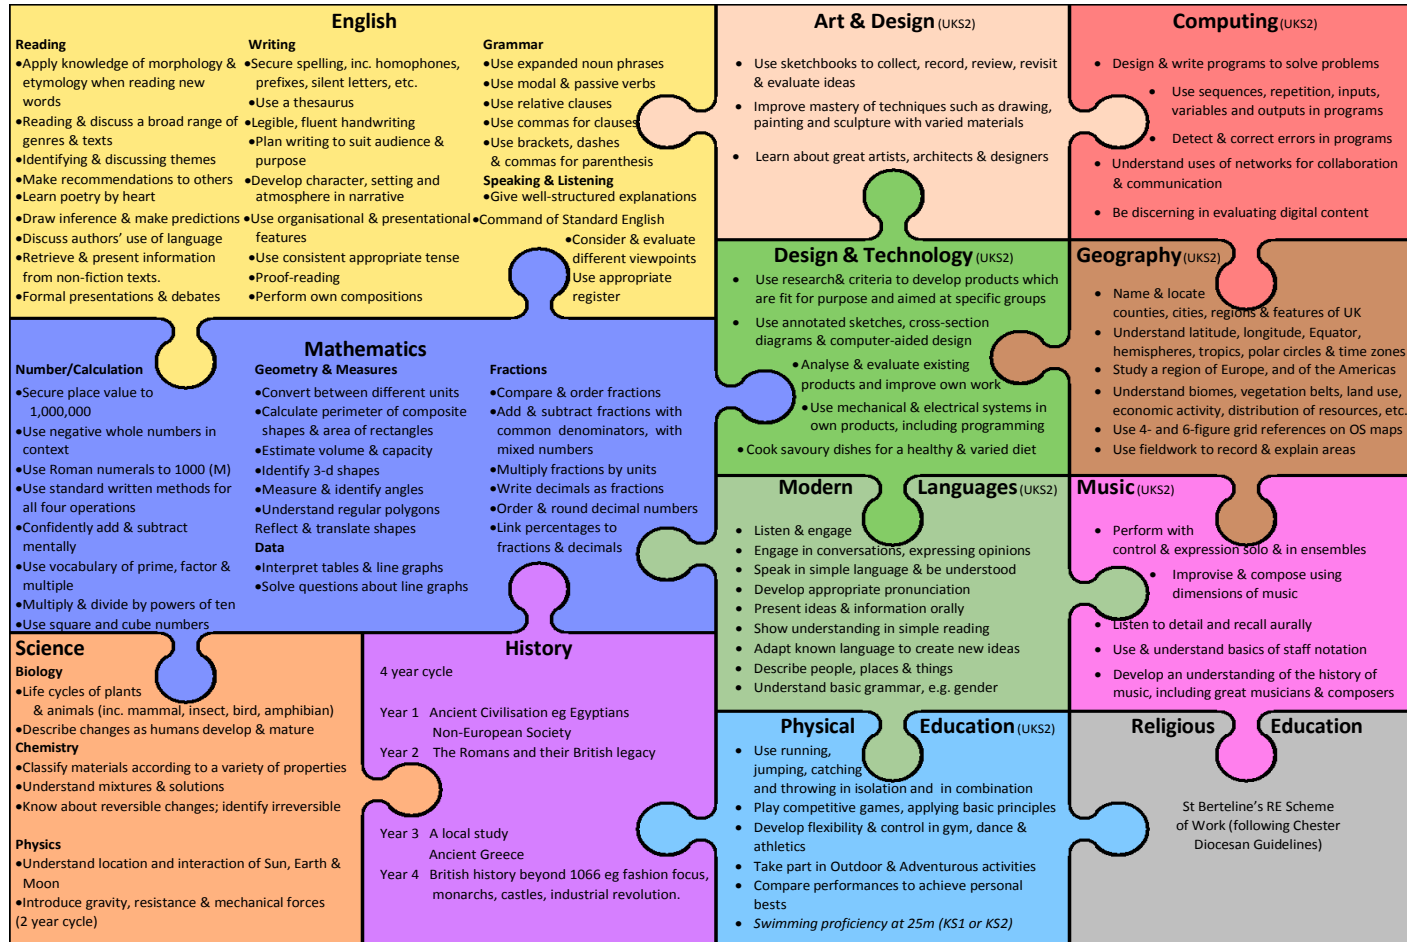 English
Reading
•Apply knowledge of morphology &
etymology when reading new
words
•Reading & discuss a broad range of
genres & texts
•Identifying & discussing themes
•Make recommendations to others
•Learn poetry by heart
•Draw inference & make predictions
•Discuss authors' use of language
•Retrieve & present information
from non-fiction texts.
•Formal presentations & debates
Writing
•Secure spelling, inc. homophones,
prefixes, silent letters, etc.
•Use a thesaurus
•Legible, fluent handwriting
•Plan writing to suit audience &
purpose
•Develop character, setting and
atmosphere in narrative
•Use organisational & presentational
features
•Use consistent appropriate tense
•Proof-reading
•Perform own compositions
Grammar
•Use expanded noun phrases
•Use modal & passive verbs
•Use relative clauses
•Use commas for clauses
•Use brackets, dashes
& commas for parenthesis
Speaking & Listening
•Give well-structured explanations
•Command of Standard English
•Consider & evaluate
different viewpoints
Use appropriate
register
Art & Design (UKS2)
• Use sketchbooks to collect, record, review, revisit
& evaluate ideas
• Improve mastery of techniques such as drawing,
painting and sculpture with varied materials
• Learn about great artists, architects & designers
Computing (UKS2)
• Design & write programs to solve problems
• Use sequences, repetition, inputs,
variables and outputs in programs
• Detect & correct errors in programs
• Understand uses of networks for collaboration
& communication
• Be discerning in evaluating digital content
Design & Technology (UKS2)
• Use research& criteria to develop products which
are fit for purpose and aimed at specific groups
• Use annotated sketches, cross-section
diagrams & computer-aided design
•Analyse & evaluate existing
products and improve own work
•Use mechanical & electrical systems in
own products, including programming
•Cook savoury dishes for a healthy & varied diet
Geography (UKS2)
• Name & locate
counties, cities, regions & features of UK
• Understand latitude, longitude, Equator,
hemispheres, tropics, polar circles & time zones
• Study a region of Europe, and of the Americas
• Understand biomes, vegetation belts, land use,
economic activity, distribution of resources, etc.
• Use 4- and 6-figure grid references on OS maps
• Use fieldwork to record & explain areas
Mathematics
Number/Calculation
•Secure place value to
1,000,000
•Use negative whole numbers in
context
•Use Roman numerals to 1000 (M)
•Use standard written methods for
all four operations
•Confidently add & subtract
mentally
•Use vocabulary of prime, factor &
multiple
•Multiply & divide by powers of ten
•Use square and cube numbers
Geometry & Measures
•Convert between different units
•Calculate perimeter of composite
shapes & area of rectangles
•Estimate volume & capacity
•Identify 3-d shapes
•Measure & identify angles
•Understand regular polygons
Reflect & translate shapes
Data
•Interpret tables & line graphs
•Solve questions about line graphs
Fractions
•Compare & order fractions
•Add & subtract fractions with
common denominators, with
mixed numbers
•Multiply fractions by units
•Write decimals as fractions
•Order & round decimal numbers
•Link percentages to
fractions & decimals
Modern Languages (UKS2)
• Listen & engage
• Engage in conversations, expressing opinions
• Speak in simple language & be understood
• Develop appropriate pronunciation
• Present ideas & information orally
• Show understanding in simple reading
• Adapt known language to create new ideas
• Describe people, places & things
• Understand basic grammar, e.g. gender
Music (UKS2)
• Perform with
control & expression solo & in ensembles
• Improvise & compose using
dimensions of music
• Listen to detail and recall aurally
• Use & understand basics of staff notation
• Develop an understanding of the history of
music, including great musicians & composers
Science
Biology
•Life cycles of plants
& animals (inc. mammal, insect, bird, amphibian)
•Describe changes as humans develop & mature
Chemistry
•Classify materials according to a variety of properties
•Understand mixtures & solutions
•Know about reversible changes; identify irreversible
Physics
•Understand location and interaction of Sun, Earth &
Moon
•Introduce gravity, resistance & mechanical forces
(2 year cycle)
History
4 year cycle
Year 1 Ancient Civilisation eg Egyptians
Non-European Society
Year 2 The Romans and their British legacy
Year 3 A local study
Ancient Greece
Year 4 British history beyond 1066 eg fashion focus,
monarchs, castles, industrial revolution.
Physical Education (UKS2)
• Use running,
jumping, catching
and throwing in isolation and in combination
• Play competitive games, applying basic principles
• Develop flexibility & control in gym, dance &
athletics
• Take part in Outdoor & Adventurous activities
• Compare performances to achieve personal
bests
• Swimming proficiency at 25m (KS1 or KS2)
Religious Education
St Berteline's RE Scheme
of Work (following Chester
Diocesan Guidelines)